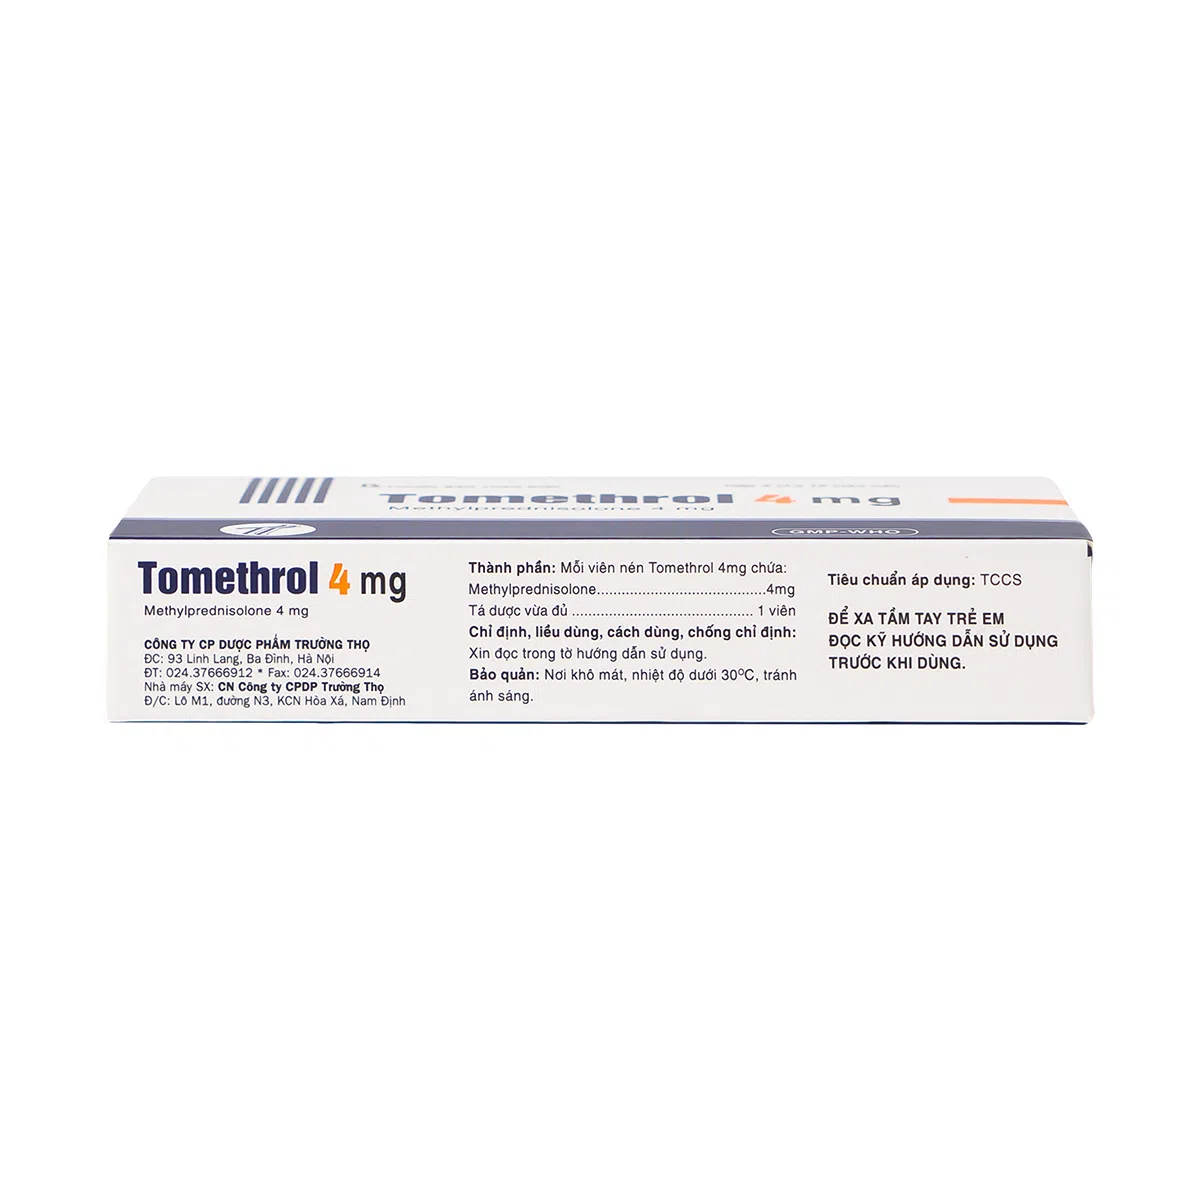 Tomethrol 4 mg
Methylprednisolone 4 mg
GMP-WHO
Tomethrol 4 mg
Methylprednisolone 4 mg
CÔNG TY CP DƯỢC PHẨM TRƯỜNG THỌ
ĐC: 93 Linh Lang, Ba Đình, Hà Nội
ĐT: 024.37666912 * Fax: 024.37666914
Nhà máy SX: CN Công ty CPDP Trường Thọ
Đ/C: Lô M1, đường N3, KCN Hòa Xá, Nam Định
Thành phần: Mỗi viên nén Tomethrol 4mg chứa:
Methylprednisolone.........................................4mg
Tá dược vừa đủ ............................................ 1 viên
Chỉ định, liều dùng, cách dùng, chống chỉ định:
Xin đọc trong tờ hướng dẫn sử dụng.
Bảo quản: Nơi khô mát, nhiệt độ dưới 30⁰C, tránh
ánh sáng.
Tiêu chuẩn áp dụng: TCCS
ĐỂ XA TẦM TAY TRẺ EM
ĐỌC KỸ HƯỚNG DẪN SỬ DỤNG
TRƯỚC KHI DÙNG.